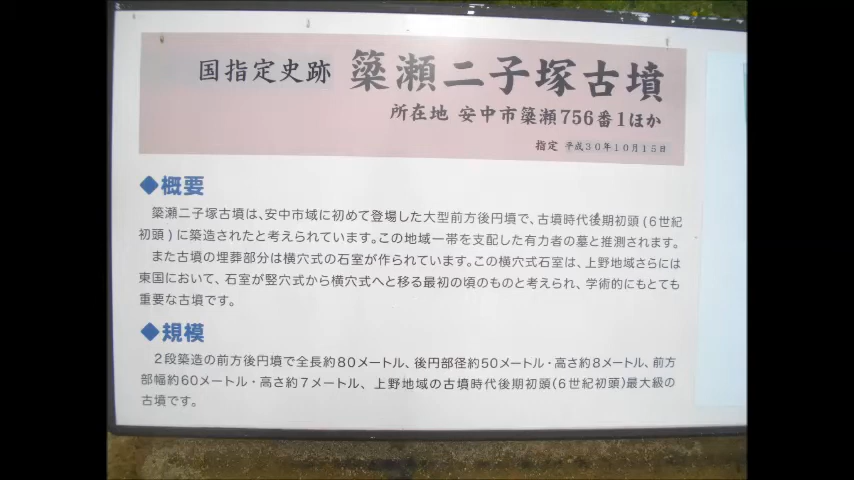 国指定史跡 簗瀬二子塚古墳
所在地 安中市簗瀬756番1ほか
指定 平成30年10月15日
◆概要
簗瀬二子塚古墳は、安中市域に初めて登場した大型前方後円墳で、古墳時代後期初頭(6世紀
初頭)に築造されたと考えられています。この地域一帯を支配した有力者の墓と推測されます。
また古墳の埋葬部分は横穴式の石室が作られています。この横穴式石室は、上野地域さらには
東国において、石室が竪穴式から横穴式へと移る最初の頃のものと考えられ、学術的にもとても
重要な古墳です。
◆規模
2段築造の前方後円墳で全長約80メートル、後円部径約50メートル・高さ約8メートル、前方
部幅約60メートル・高さ約7メートル、上野地域の古墳時代後期初頭(6世紀初頭)最大級の
古墳です。